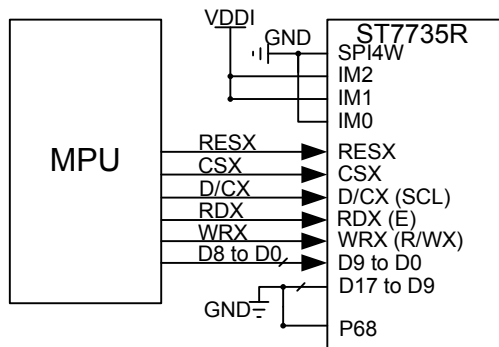 VDDI
ST7735R
GND
SPI4W
IM2
IM1
IM0
MPU
RESX
RESX
CSX
CSX
D/CX
D/CX (SCL)
RDX
RDX (E)
WRX
WRX (R/WX)
D8 to D0
D9 to D0
D17 to D9
GND
P68